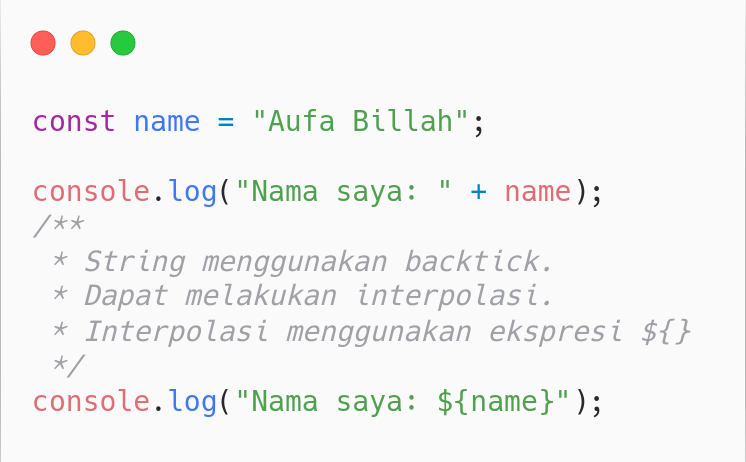 const name = "Aufa Billah";
console.log("Nama saya: " + name);
/**
 * String menggunakan backtick.
 * Dapat melakukan interpolasi.
 * Interpolasi menggunakan ekspresi ${}
 */
console.log("Nama saya: ${name}");